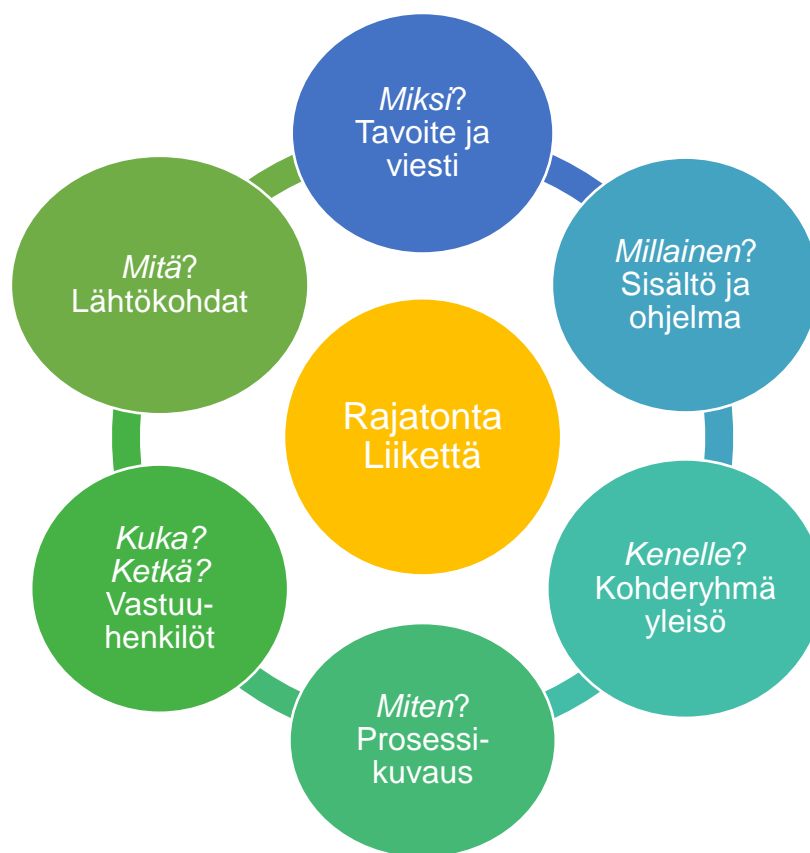 Miksi?
Tavoite ja
viesti
Millainen?
Sisältö ja
ohjelma
Kenelle?
Kohderyhmä
yleisö
Miten?
Prosessi-
kuvaus
Kuka?
Ketkä?
Vastuu-
henkilöt
Mitä?
Lähtökohdat
Rajatonta
Liikettä